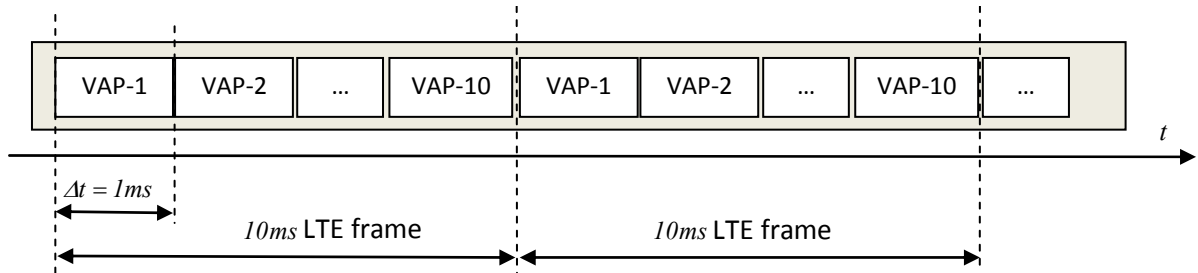 VAP-1 VAP-2 ... VAP-10 VAP-1 VAP-2 ... VAP-10 ...
t
Δt = 1ms
10ms LTE frame 10ms LTE frame